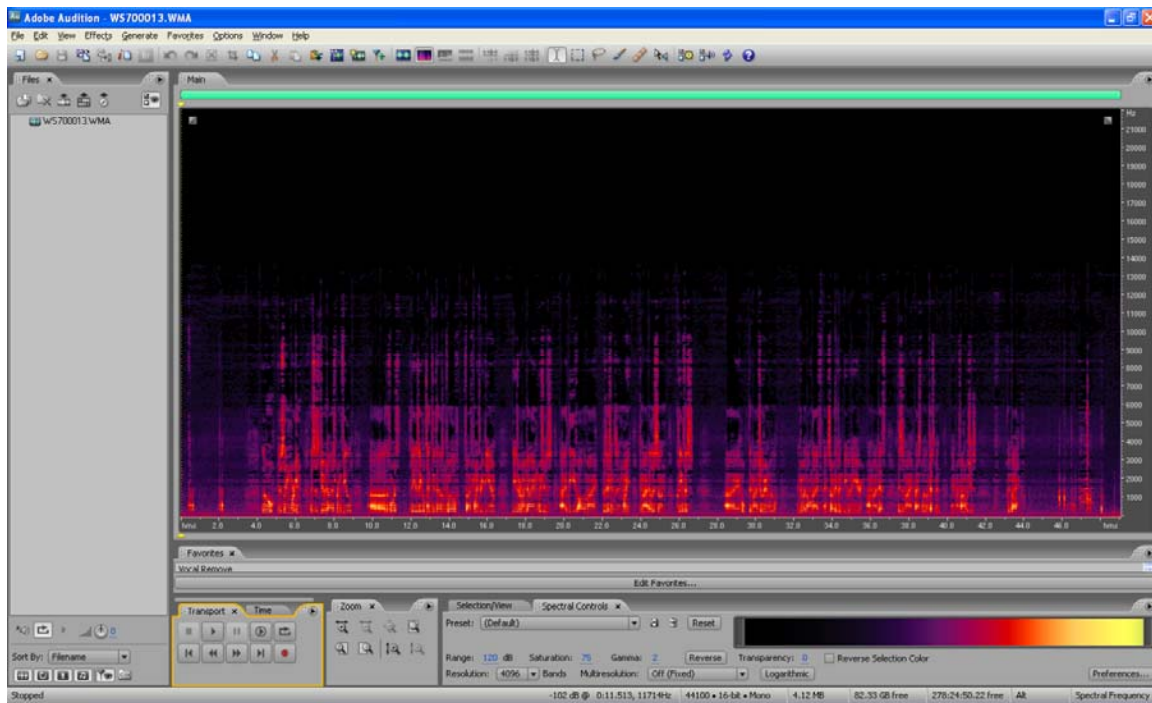 Adobe Audition - WS700013.WMA
File Edit View Effects Generate Favorites Options Window Help
Files x
Main
WS700013.WMA
Hz
21000
20000
19000
18000
17000
16000
15000
14000
13000
12000
11000
10000
9000
8000
7000
6000
5000
4000
3000
2000
1000
hms 2.0 4.0 6.0 8.0 10.0 12.0 14.0 16.0 18.0 20.0 22.0 24.0 26.0 28.0 30.0 32.0 34.0 36.0 38.0 40.0 42.0 44.0 46.0 hms
Favorites x
Vocal Remove
Edit Favorites...
Transport x Time
Zoom x
Selection/View Spectral Controls x
Preset: (Default) Reset
Range: 120 dB Saturation: 75 Gamma: 2 Reverse Transparency: 0 Reverse Selection Color
Resolution: 4096 Bands Multiresolution: Off (Fixed) Logarithmic Preferences...
Sort By: Filename
Stopped -102 dB @ 0:11.513, 11714Hz 44100 • 16-bit • Mono 4.12 MB 82.33 GB free 278:24:50.22 free Alt Spectral Frequency